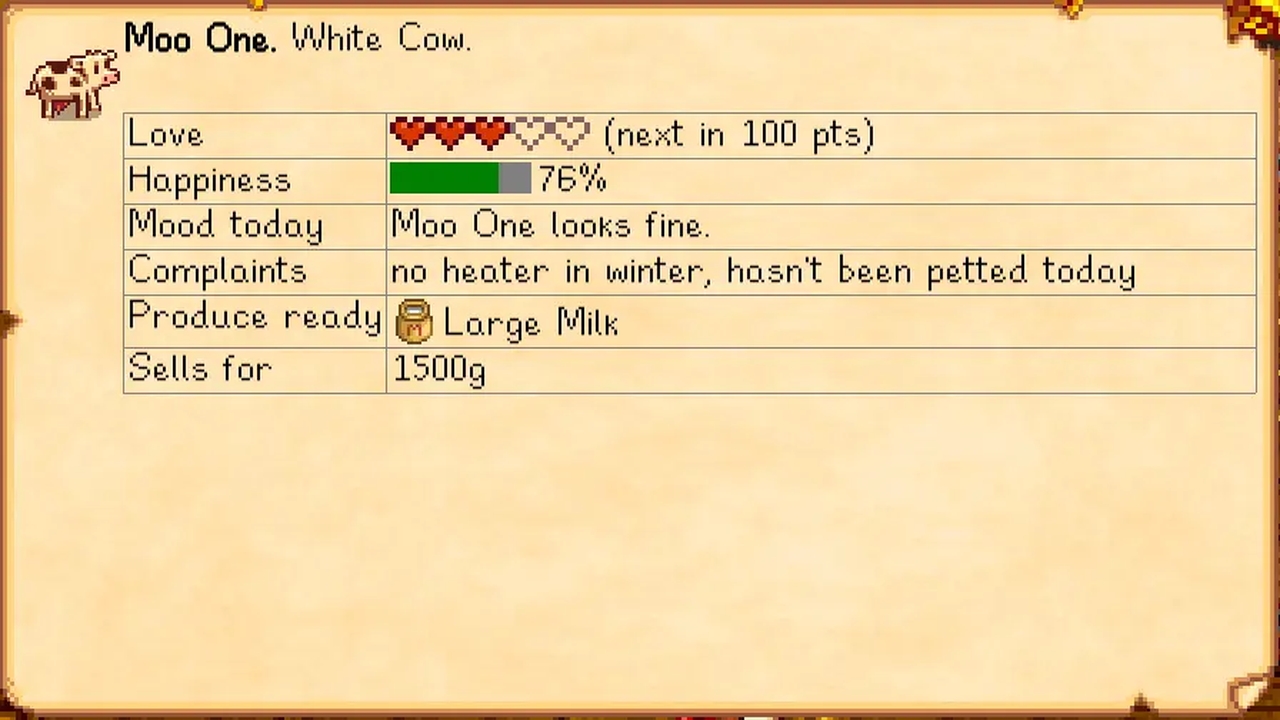 Moo One. White Cow.
Love (next in 100 pts)
Happiness 76%
Mood today Moo One looks fine.
Complaints no heater in winter, hasn't been petted today
Produce ready Large Milk
Sells for 1500g